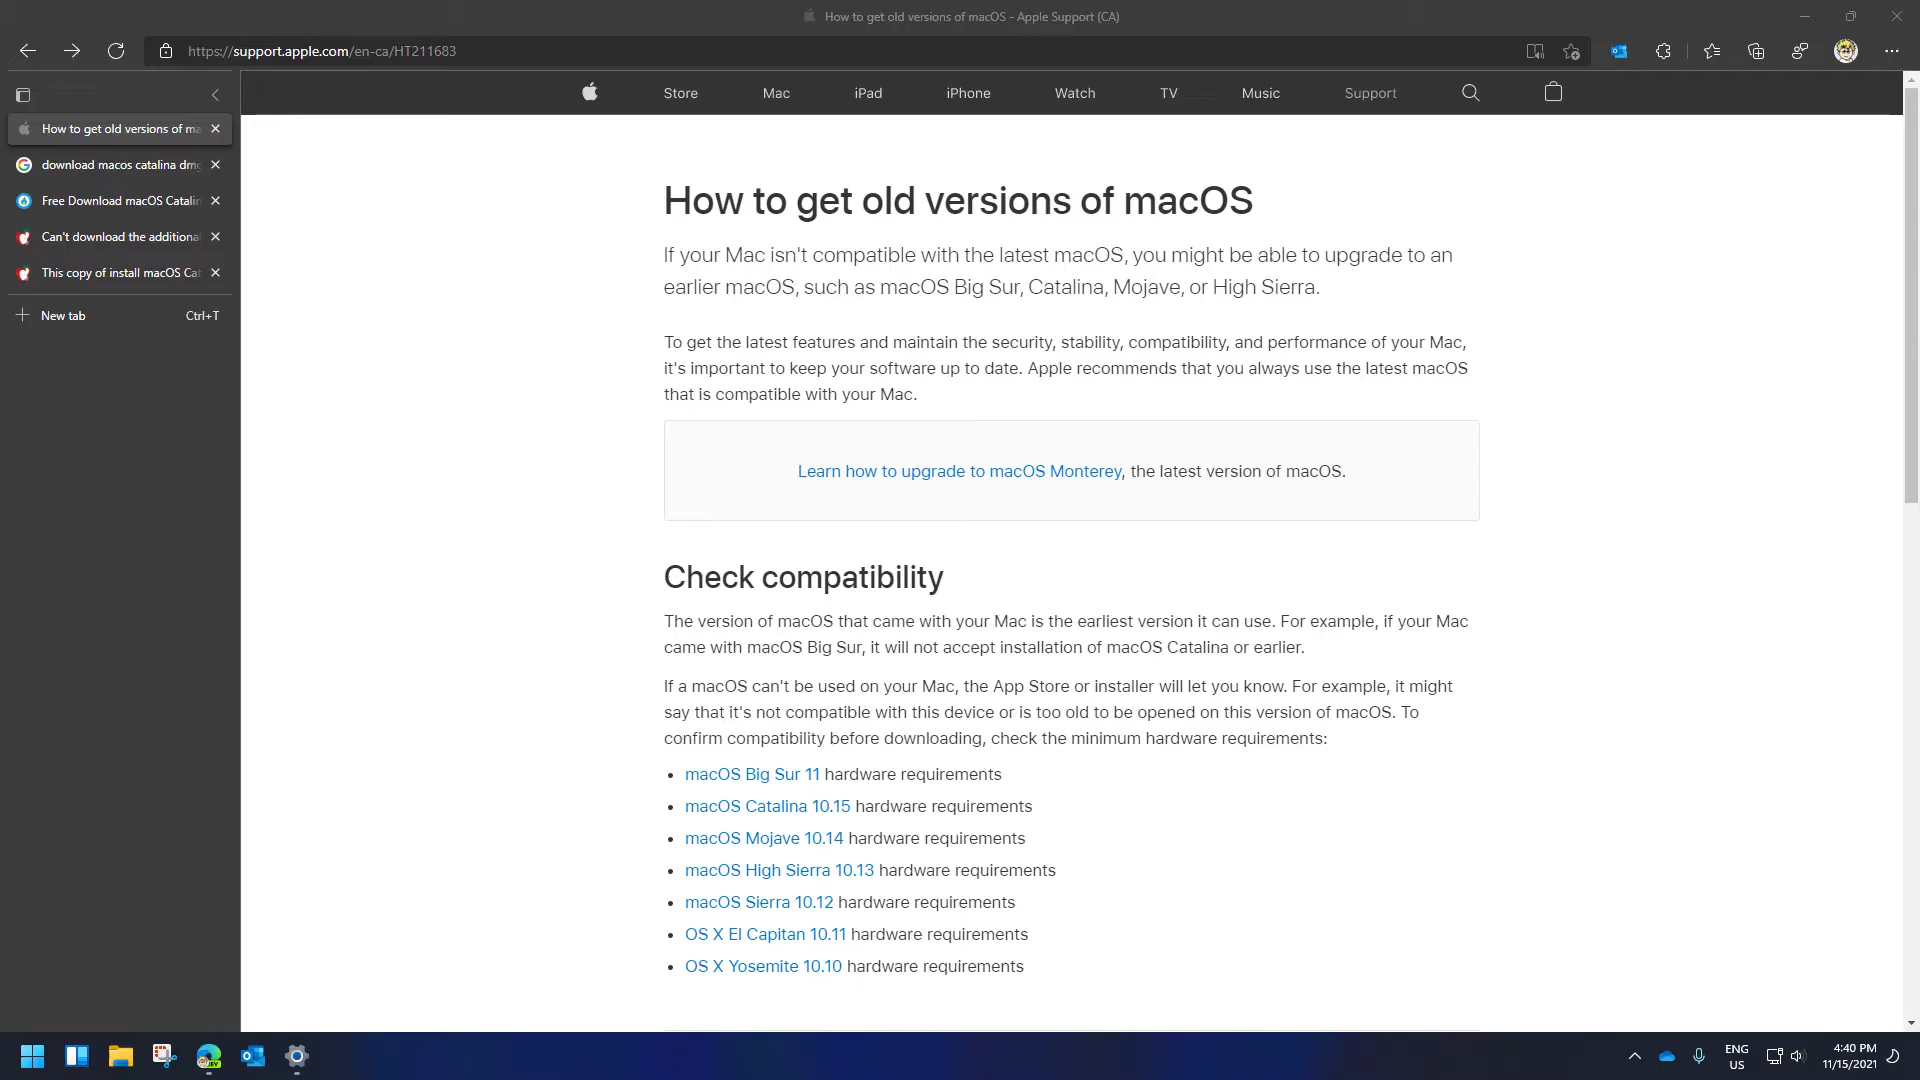 How to get old versions of macOS - Apple Support (CA)
https://support.apple.com/en-ca/HT211683
Store
Mac
iPad
iPhone
Watch
TV
Music
Support
How to get old versions of ma
download macos catalina dmg
Free Download macOS Catalin
Can't download the additional
This copy of install macOS Cat
New tab
Ctrl+T
How to get old versions of macOS
If your Mac isn't compatible with the latest macOS, you might be able to upgrade to an
earlier macOS, such as macOS Big Sur, Catalina, Mojave, or High Sierra.
To get the latest features and maintain the security, stability, compatibility, and performance of your Mac,
it's important to keep your software up to date. Apple recommends that you always use the latest macOS
that is compatible with your Mac.
Learn how to upgrade to macOS Monterey, the latest version of macOS.
Check compatibility
The version of macOS that came with your Mac is the earliest version it can use. For example, if your Mac
came with macOS Big Sur, it will not accept installation of macOS Catalina or earlier.
If a macOS can't be used on your Mac, the App Store or installer will let you know. For example, it might
say that it's not compatible with this device or is too old to be opened on this version of macOS. To
confirm compatibility before downloading, check the minimum hardware requirements:
• macOS Big Sur 11 hardware requirements
• macOS Catalina 10.15 hardware requirements
• macOS Mojave 10.14 hardware requirements
• macOS High Sierra 10.13 hardware requirements
• macOS Sierra 10.12 hardware requirements
• OS X El Capitan 10.11 hardware requirements
• OS X Yosemite 10.10 hardware requirements
ENG
US
4:40 PM
11/15/2021